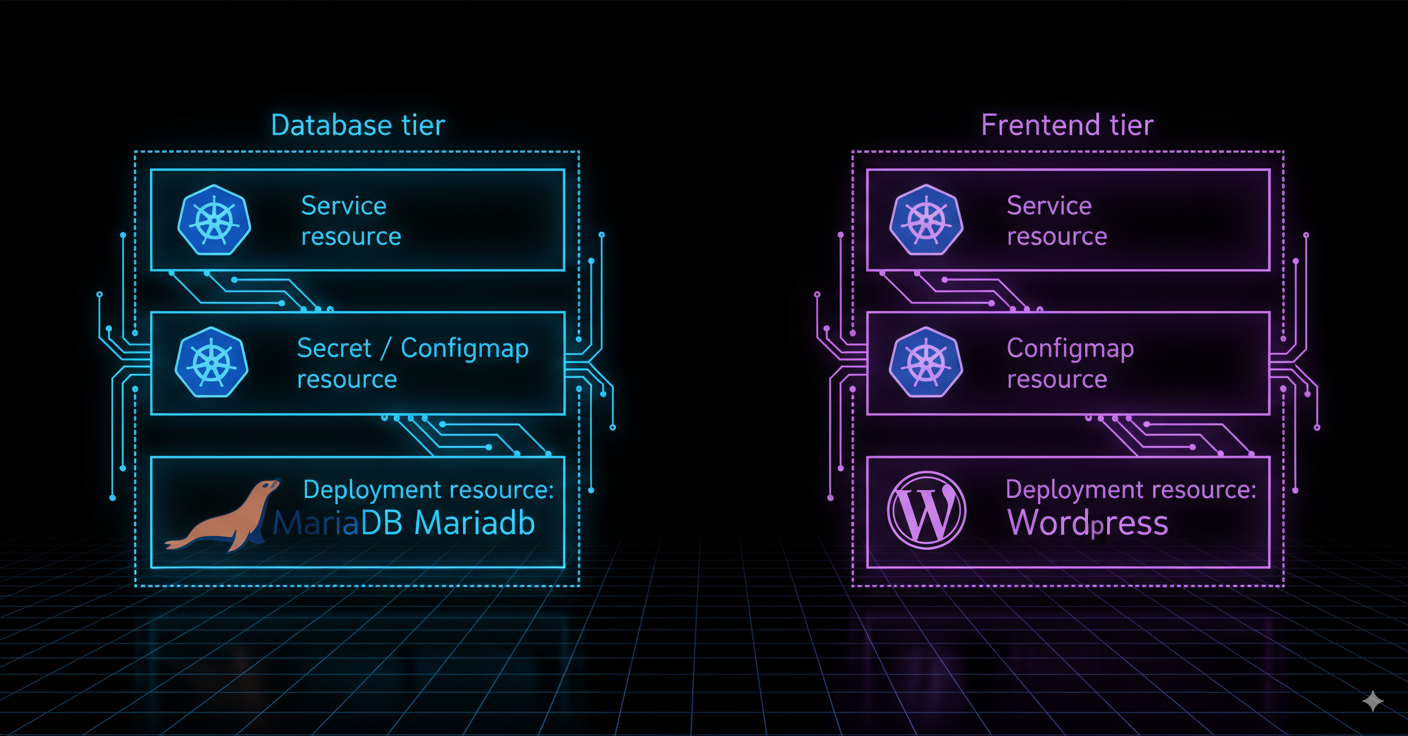 Database tier
Service
resource
Secret / Configmap
resource
Deployment resource:
MariaDB Mariadb
Frentend tier
Service
resource
Configmap
resource
Deployment resource:
Wordpress